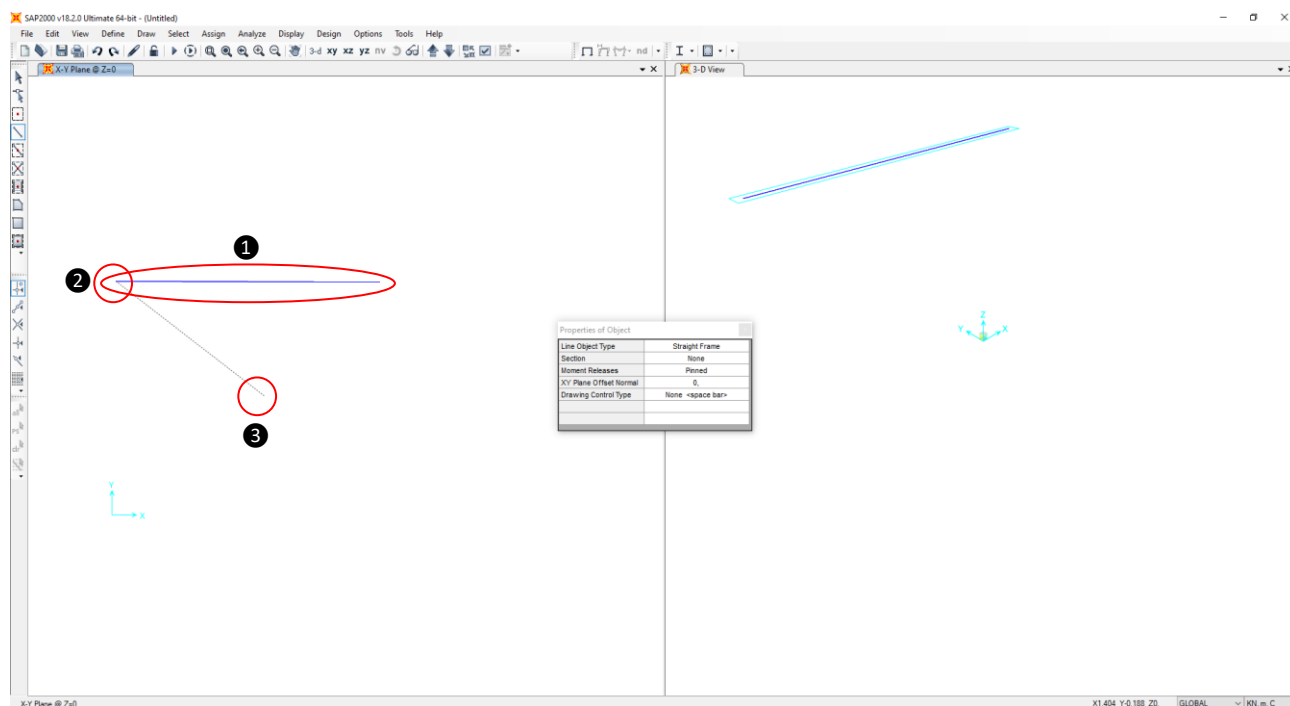 SAP2000 v18.2.0 Ultimate 64-bit - (Untitled)
File Edit View Define Draw Select Assign Analyze Display Design Options Tools Help
3-d xy xz yz nv nd
X-Y Plane @ Z=0
3-D View
1
2
3
Y
X
Z
Y
X
Properties of Object
Line Object Type Straight Frame
Section None
Moment Releases Pinned
XY Plane Offset Normal 0,
Drawing Control Type None <space bar>
X-Y Plane @ Z=0 X1.404 Y-0.188 Z0. GLOBAL KN, m, C